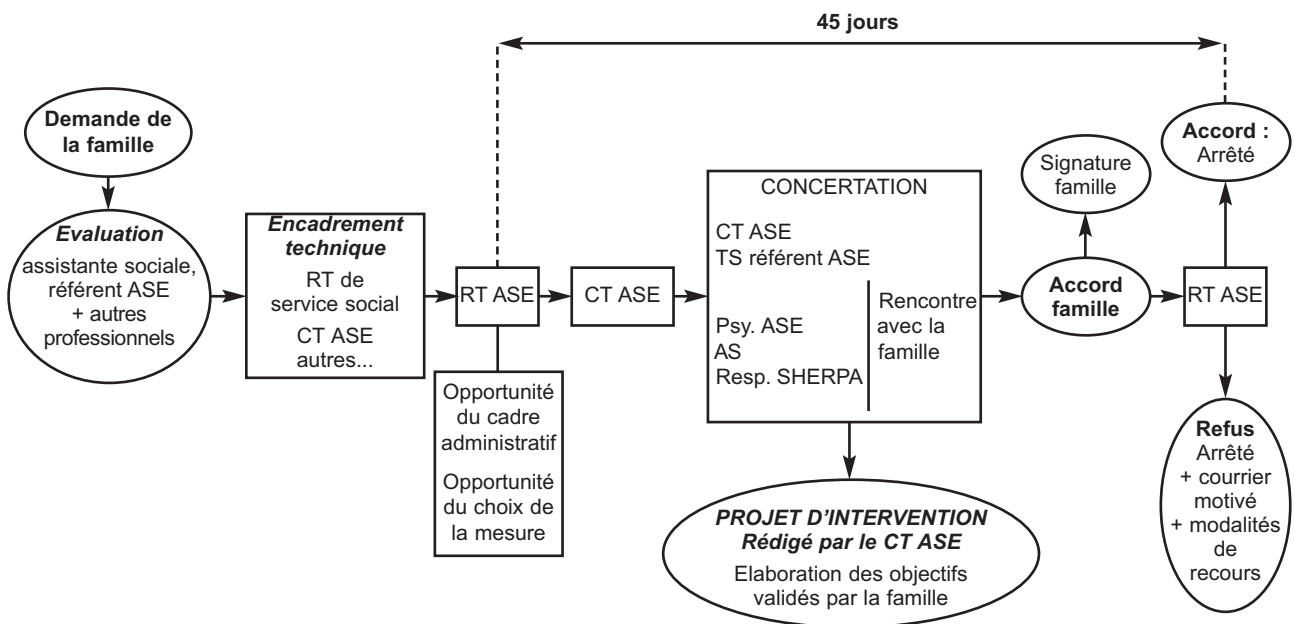 45 jours
Demande de
la famille
Evaluation
assistante sociale,
référent ASE
+ autres
professionnels
Encadrement
technique
RT de
service social
CT ASE
autres...
RT ASE
Opportunité
du cadre
administratif
Opportunité
du choix de
la mesure
CT ASE
CONCERTATION
CT ASE
TS référent ASE
Psy. ASE
AS
Resp. SHERPA
Rencontre
avec la
famille
PROJET D'INTERVENTION
Rédigé par le CT ASE
Elaboration des objectifs
validés par la famille
Signature
famille
Accord
famille
Accord :
Arrêté
RT ASE
Refus
Arrêté
+ courrier
motivé
+ modalités
de
recours